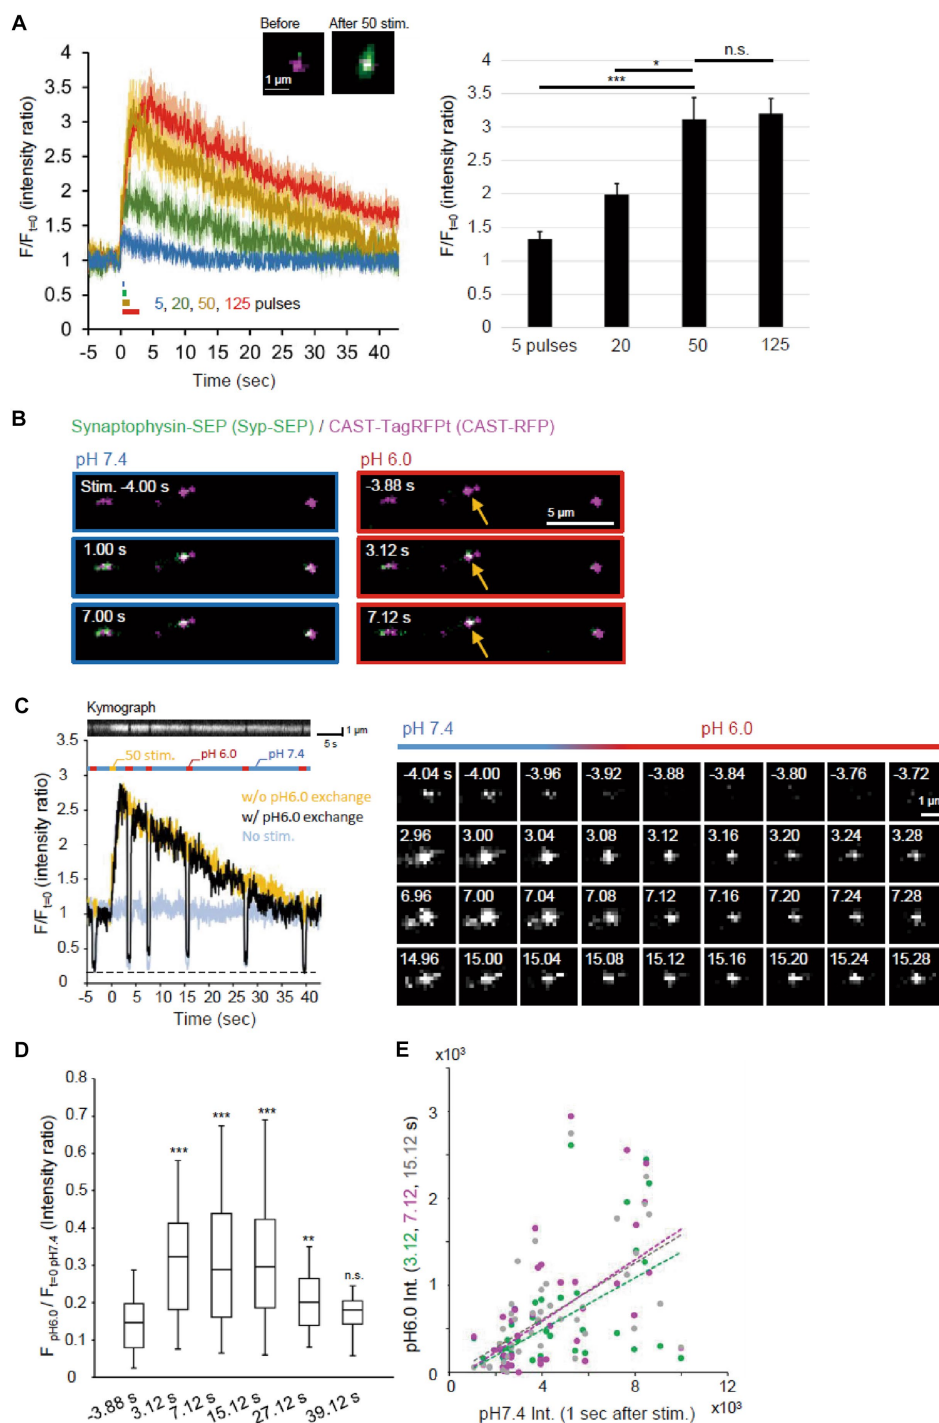 A
Before
After 50 stim.
1 µm
F/Ft=0 (intensity ratio)
4
3.5
3
2.5
2
1.5
1
0.5
0
5, 20, 50, 125 pulses
-5 0 5 10 15 20 25 30 35 40
Time (sec)
F/Ft=0 (intensity ratio)
4
3.5
3
2.5
2
1.5
1
0.5
0
n.s.
*
***
5 pulses 20 50 125
B
Synaptophysin-SEP (Syp-SEP) / CAST-TagRFPt (CAST-RFP)
pH 7.4
pH 6.0
Stim. -4.00 s
-3.88 s
5 µm
1.00 s
3.12 s
7.00 s
7.12 s
C
Kymograph
1 µm
5 s
F/Ft=0 (intensity ratio)
3.5
3
2.5
2
1.5
1
0.5
0
50 stim.
pH 6.0
pH 7.4
w/o pH6.0 exchange
w/ pH6.0 exchange
No stim.
-5 0 5 10 15 20 25 30 35 40
Time (sec)
pH 7.4
pH 6.0
-4.04 s -4.00 -3.96 -3.92 -3.88 -3.84 -3.80 -3.76 -3.72
1 µm
2.96 3.00 3.04 3.08 3.12 3.16 3.20 3.24 3.28
6.96 7.00 7.04 7.08 7.12 7.16 7.20 7.24 7.28
14.96 15.00 15.04 15.08 15.12 15.16 15.20 15.24 15.28
D
F pH6.0 / F t=0 pH7.4 (Intensity ratio)
0.8
0.7
0.6
0.5
0.4
0.3
0.2
0.1
0
***
***
***
**
n.s.
-3.88 s 3.12 s 7.12 s 15.12 s 27.12 s 39.12 s
E
x10³
pH6.0 Int. (3.12, 7.12, 15.12 s)
3
2
1
0
0 4 8 12
x10³
pH7.4 Int. (1 sec after stim.)